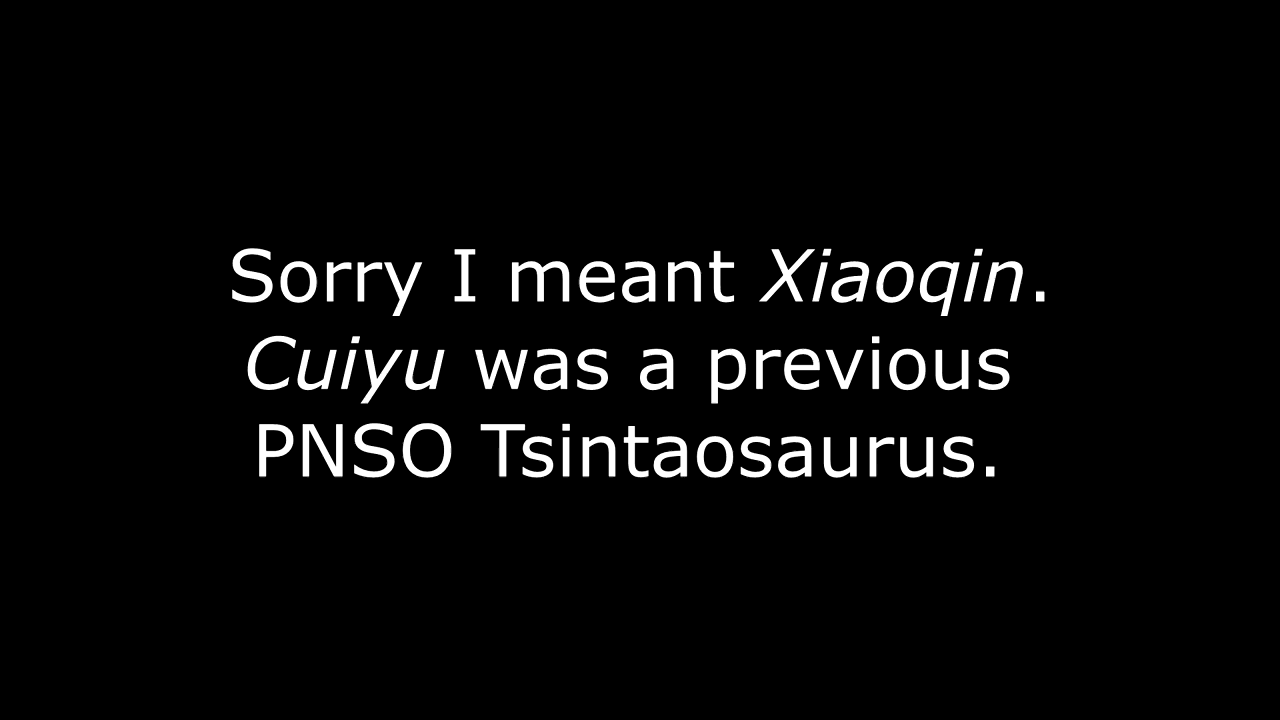 Sorry I meant Xiaoqin.
Cuiyu was a previous
PNSO Tsintaosaurus.